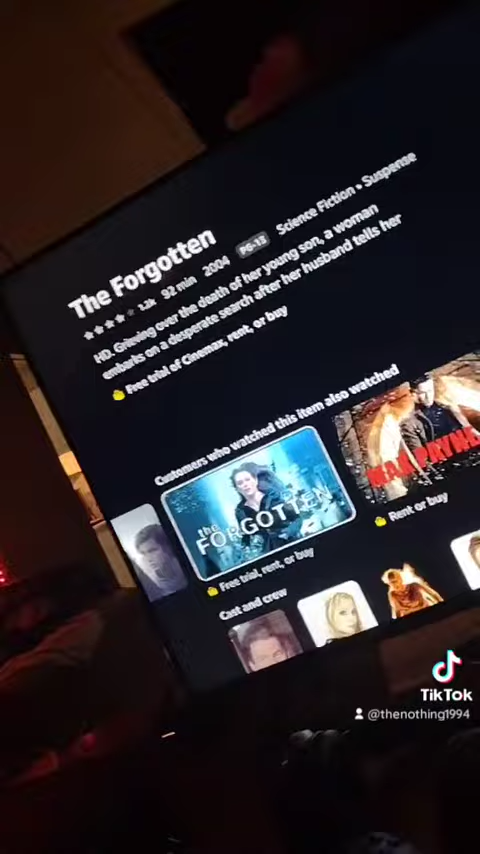 The Forgotten
1.2k 92 min 2004 PG-13 Science Fiction • Suspense
HD. Grieving over the death of her young son, a woman
embarks on a desperate search after her husband tells her
Free trial of Cinemax, rent, or buy
Customers who watched this item also watched
the
FORGOTTEN
MAX PAYNE
Free trial, rent, or buy
Rent or buy
Cast and crew
TikTok
@thenothing1994